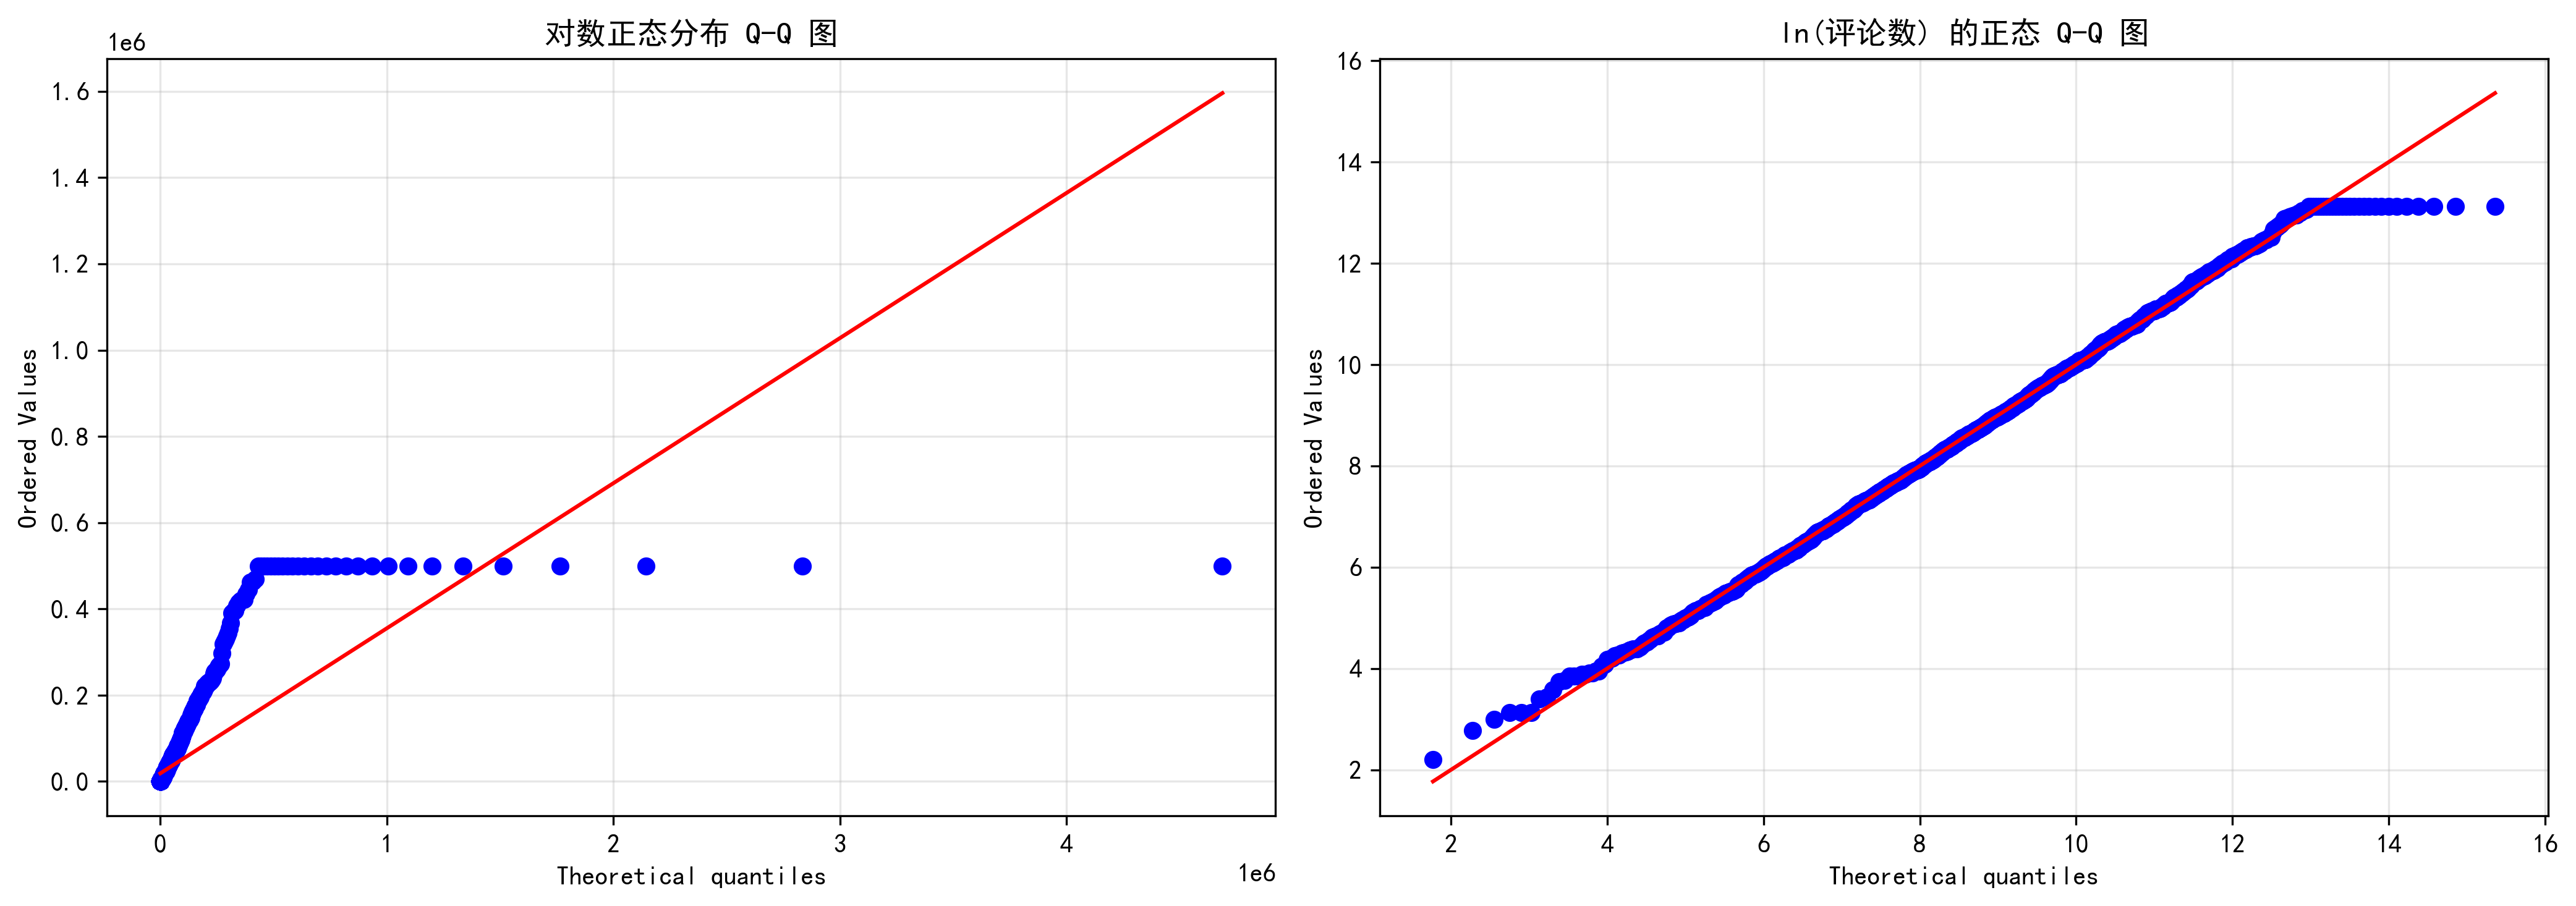 对数正态分布 Q-Q 图
1e6
1.6
1.4
1.2
1.0
0.8
0.6
0.4
0.2
0.0
Ordered Values
0 1 2 3 4
1e6
Theoretical quantiles
ln(评论数) 的正态 Q-Q 图
16
14
12
10
8
6
4
2
Ordered Values
2 4 6 8 10 12 14 16
Theoretical quantiles